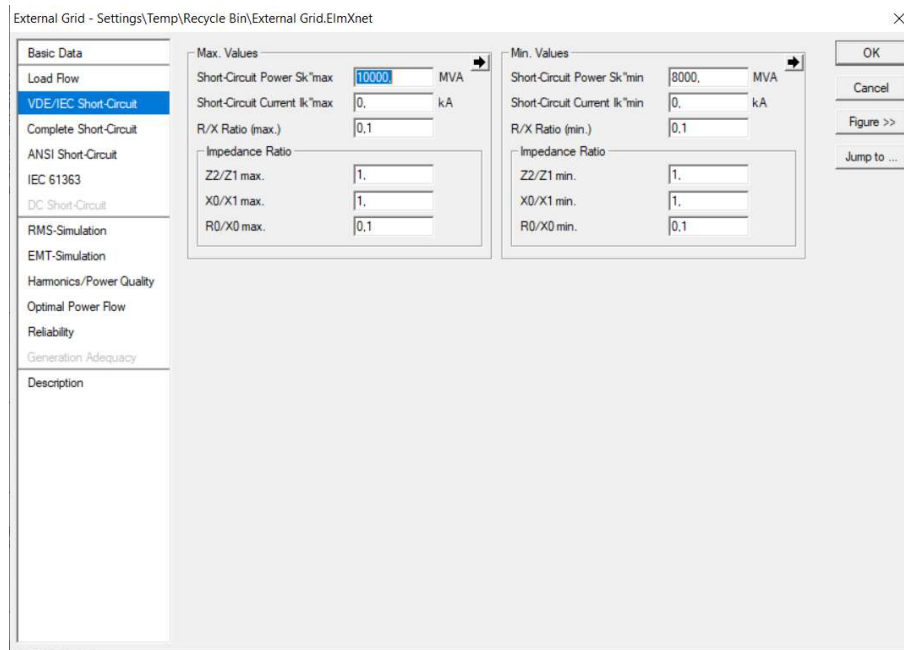 External Grid - Settings\Temp\Recycle Bin\External Grid.ElmXnet
Basic Data
Load Flow
VDE/IEC Short-Circuit
Complete Short-Circuit
ANSI Short-Circuit
IEC 61363
DC Short-Circuit
RMS-Simulation
EMT-Simulation
Harmonics/Power Quality
Optimal Power Flow
Reliability
Generation Adequacy
Description
Max. Values
Short-Circuit Power Sk"max 10000, MVA
Short-Circuit Current Ik"max 0, kA
R/X Ratio (max.) 0,1
Impedance Ratio
Z2/Z1 max. 1,
X0/X1 max. 1,
R0/X0 max. 0,1
Min. Values
Short-Circuit Power Sk"min 8000, MVA
Short-Circuit Current Ik"min 0, kA
R/X Ratio (min.) 0,1
Impedance Ratio
Z2/Z1 min. 1,
X0/X1 min. 1,
R0/X0 min. 0,1
OK
Cancel
Figure >>
Jump to ...